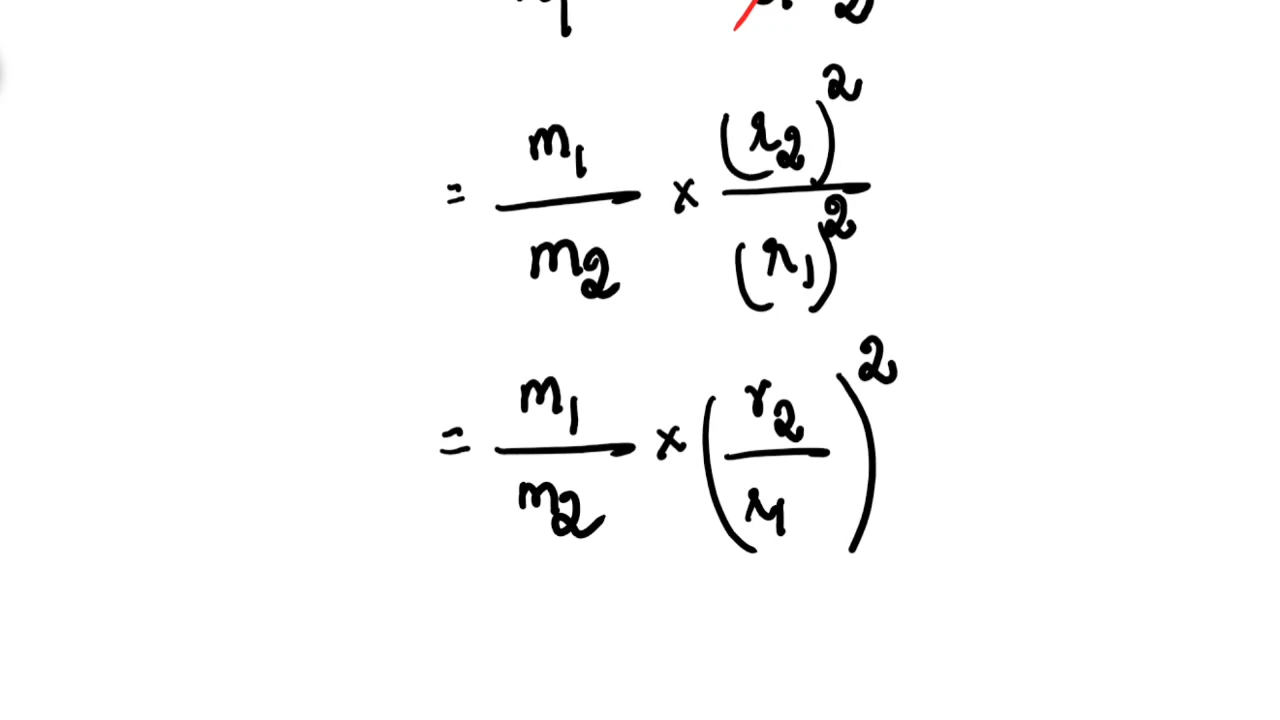 = m₁/m₂ × (r₂)²/(r₁)²
= m₁/m₂ × (r₂/r₁)²